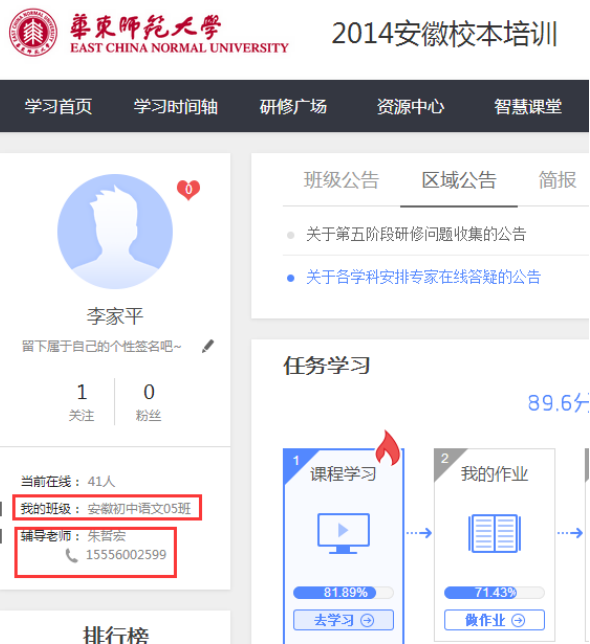 華東師范大學
EAST CHINA NORMAL UNIVERSITY
2014安徽校本培训
学习首页 学习时间轴 研修广场 资源中心 智慧课堂
0
李家平
留下属于自己的个性签名吧~
1 0
关注 粉丝
当前在线： 41人
我的班级： 安徽初中语文05班
辅导老师： 朱哲宏
15556002599
排行榜
班级公告 区域公告 简报
关于第五阶段研修问题收集的公告
关于各学科安排专家在线答疑的公告
任务学习
89.6分
1 课程学习 2 我的作业
81.89% 71.43%
去学习 做作业